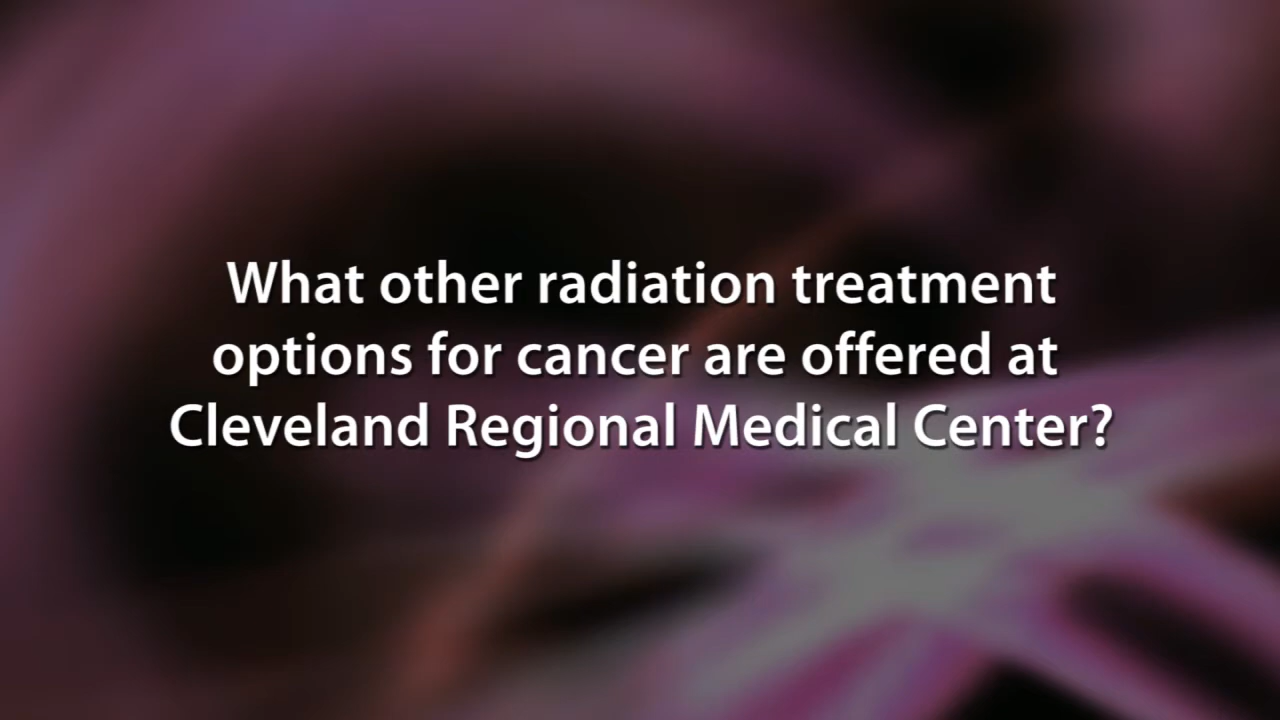 What other radiation treatment
options for cancer are offered at
Cleveland Regional Medical Center?